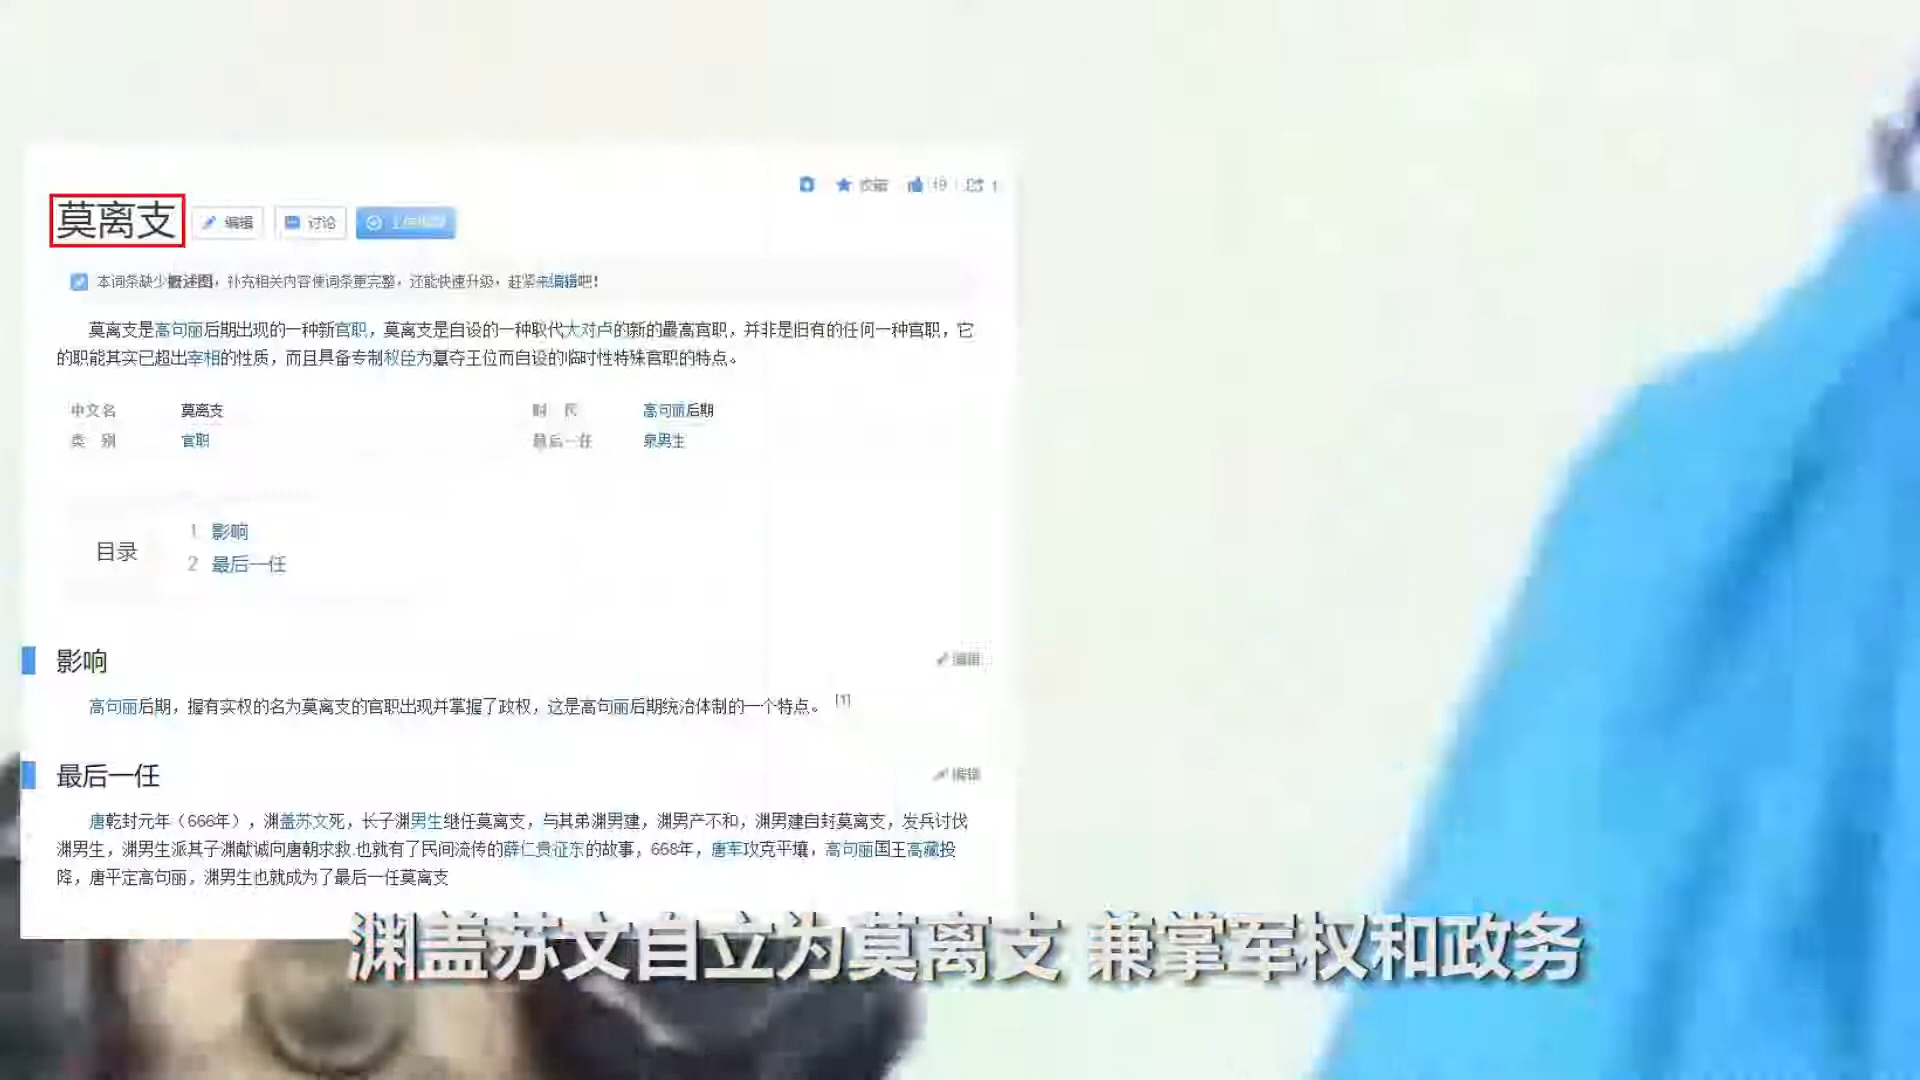 收藏 19 1
莫离支 编辑 讨论
本词条缺少概述图，补充相关内容使词条更完整，还能快速升级，赶紧来编辑吧！
莫离支是高句丽后期出现的一种新官职，莫离支是自设的一种取代大对卢的新的最高官职，并非是旧有的任何一种官职，它
的职能其实已超出宰相的性质，而且具备专制权臣为篡夺王位而自设的临时性特殊官职的特点。
中文名 莫离支 时 民 高句丽后期
类 别 官职 最后一任 泉男生
目录
1 影响
2 最后一任
影响 编辑
高句丽后期，握有实权的名为莫离支的官职出现并掌握了政权，这是高句丽后期统治体制的一个特点。 [1]
最后一任 编辑
唐乾封元年（666年），渊盖苏文死，长子渊男生继任莫离支，与其弟渊男建，渊男产不和，渊男建自封莫离支，发兵讨伐
渊男生，渊男生派其子渊献诚向唐朝求救.也就有了民间流传的薛仁贵征东的故事，668年，唐军攻克平壤，高句丽国王高藏投
降，唐平定高句丽，渊男生也就成为了最后一任莫离支
渊盖苏文自立为莫离支 兼掌军权和政务